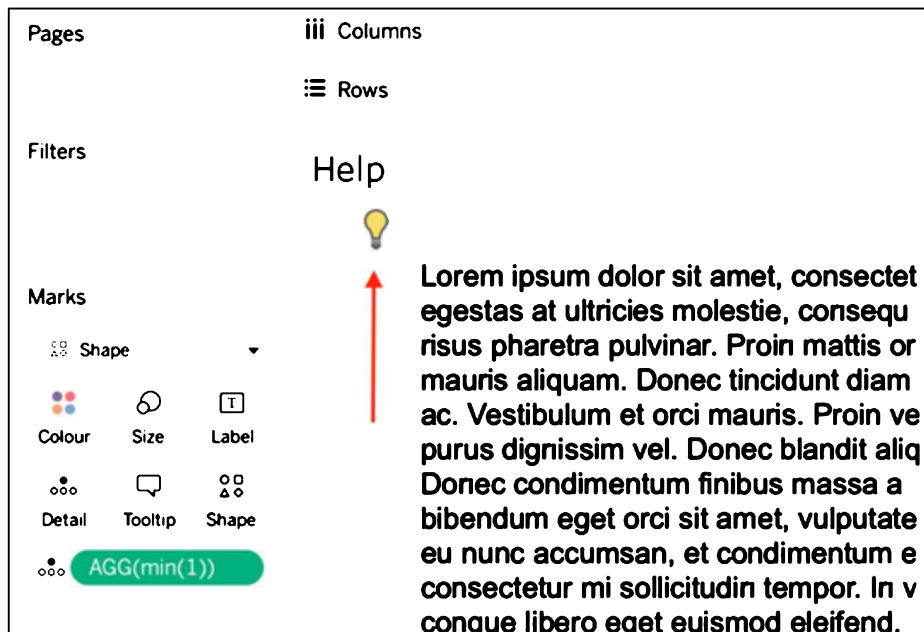 Pages
Columns
Rows
Filters
Help
Marks
Shape
Colour
Size
T
Label
Detail
Tooltip
Shape
AGG(min(1))
Lorem ipsum dolor sit amet, consectet
egestas at ultricies molestie, consequ
risus pharetra pulvinar. Proin mattis or
mauris aliquam. Donec tincidunt diam
ac. Vestibulum et orci mauris. Proin ve
purus dignissim vel. Donec blandit aliq
Donec condimentum finibus massa a
bibendum eget orci sit amet, vulputate
eu nunc accumsan, et condimentum e
consectetur mi sollicitudin tempor. In v
congue libero eget euismod eleifend.